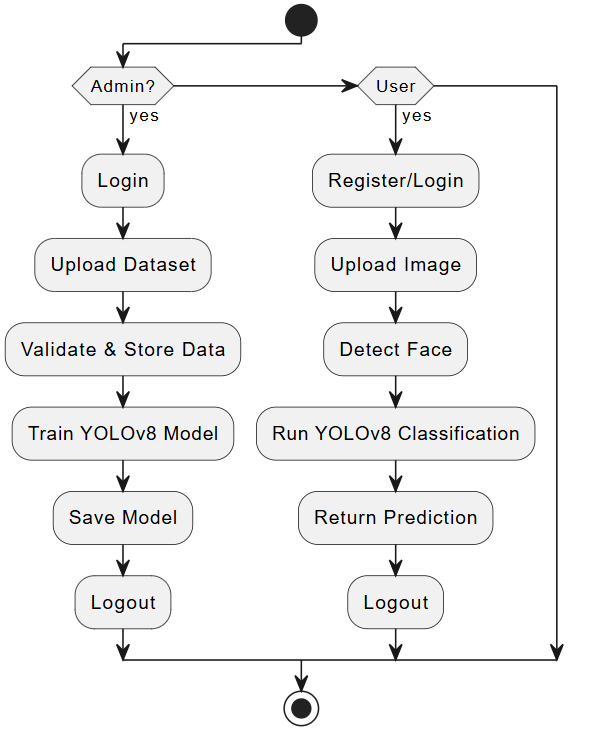 Admin?
yes
Login
Upload Dataset
Validate & Store Data
Train YOLOv8 Model
Save Model
Logout
User
yes
Register/Login
Upload Image
Detect Face
Run YOLOv8 Classification
Return Prediction
Logout